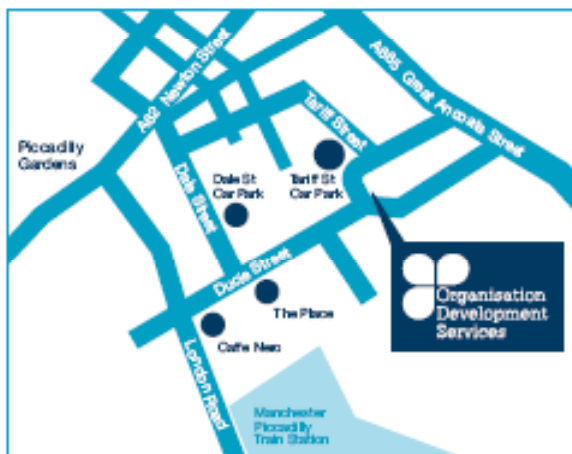 A62 Newton Street
A665 Great Ancoats Street
Tariff Street
Piccadilly
Gardens
Dale St
Car Park
Tariff St
Car Park
Dale Street
Ducie Street
The Place
Caffe Nero
London Road
Organisation
Development
Services
Manchester
Piccadilly
Train Station